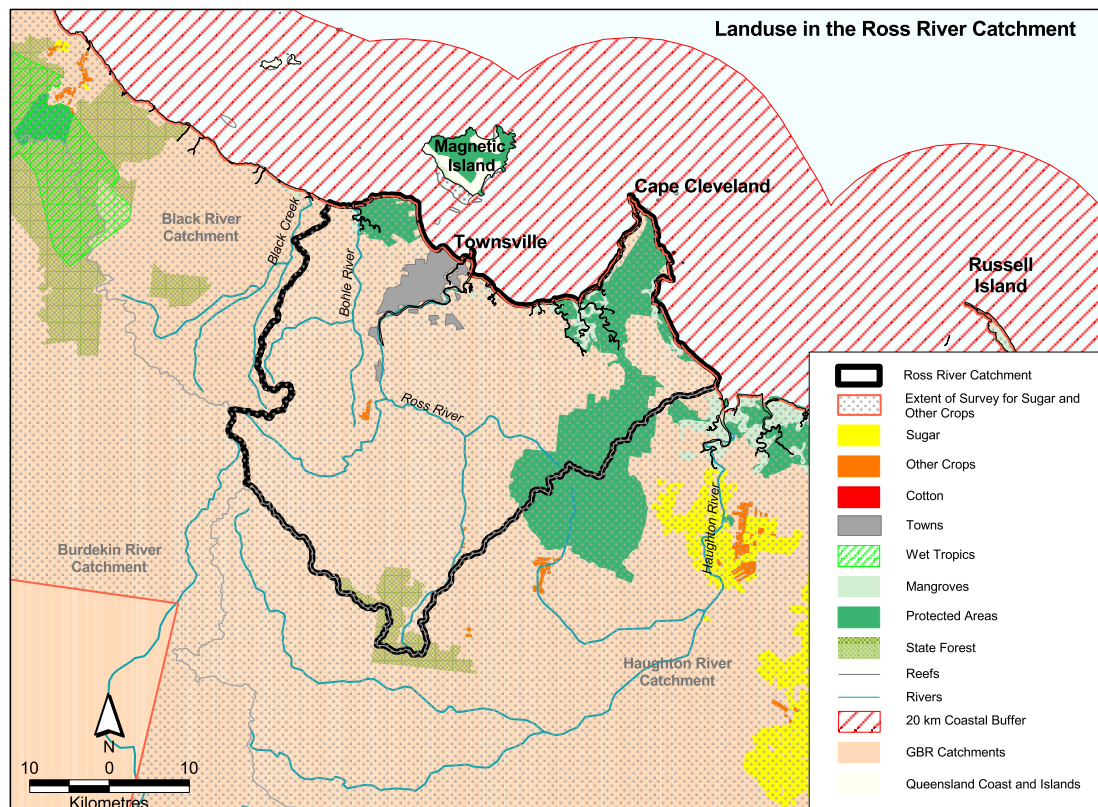 Landuse in the Ross River Catchment
Magnetic
Island
Cape Cleveland
Black River
Catchment
Black Creek
Townsville
Bohle River
Russell
Island
Ross River
Haughton River
Burdekin River
Catchment
Haughton River
Catchment
N
10 0 10
Kilometres
Ross River Catchment
Extent of Survey for Sugar and
Other Crops
Sugar
Other Crops
Cotton
Towns
Wet Tropics
Mangroves
Protected Areas
State Forest
Reefs
Rivers
20 km Coastal Buffer
GBR Catchments
Queensland Coast and Islands